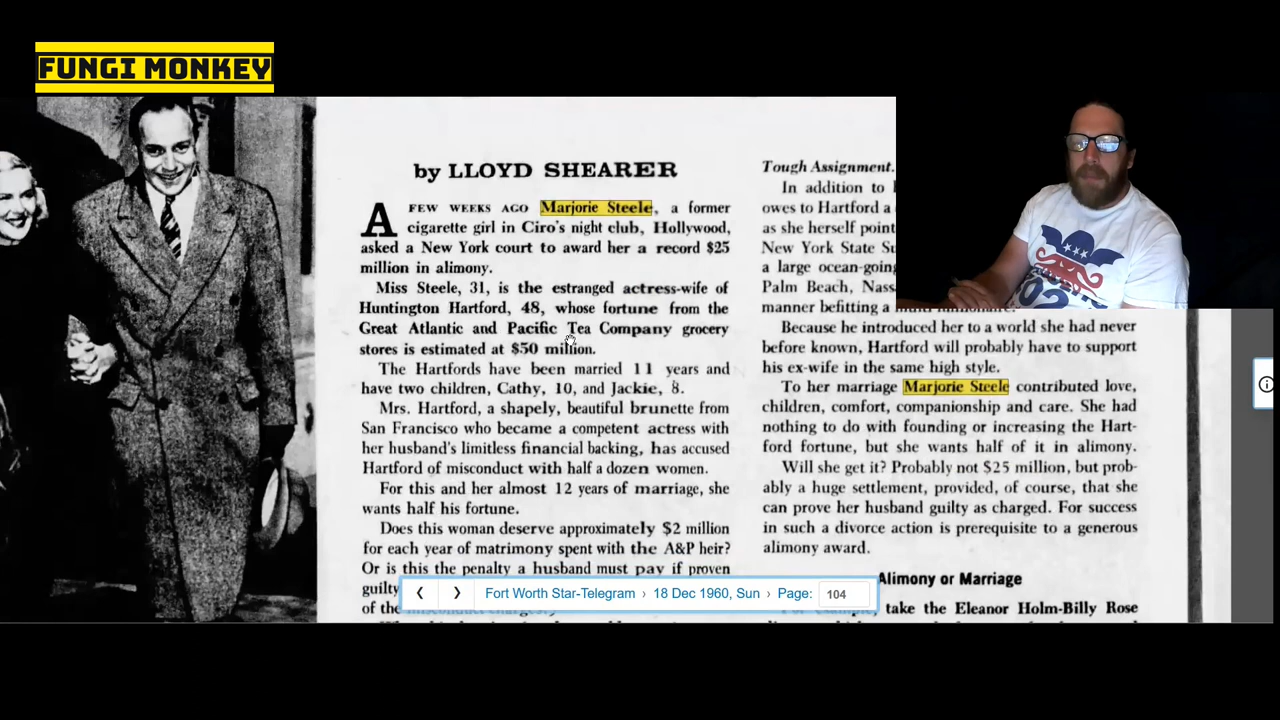 FUNGI MONKEY
by LLOYD SHEARER
A FEW WEEKS AGO Marjorie Steele, a former
cigarette girl in Ciro's night club, Hollywood,
asked a New York court to award her a record $25
million in alimony.
Miss Steele, 31, is the estranged actress-wife of
Huntington Hartford, 48, whose fortune from the
Great Atlantic and Pacific Tea Company grocery
stores is estimated at $50 million.
The Hartfords have been married 11 years and
have two children, Cathy, 10, and Jackie, 8.
Mrs. Hartford, a shapely, beautiful brunette from
San Francisco who became a competent actress with
her husband's limitless financial backing, has accused
Hartford of misconduct with half a dozen women.
For this and her almost 12 years of marriage, she
wants half his fortune.
Does this woman deserve approximately $2 million
for each year of matrimony spent with the A&P heir?
Or is this the penalty a husband must pay if proven
guilty
of the
Tough Assignment.
In addition to
owes to Hartford a
as she herself point
New York State Su
a large ocean-going
Palm Beach, Nass
manner befitting a
Because he introduced her to a world she had never
before known, Hartford will probably have to support
his ex-wife in the same high style.
To her marriage Marjorie Steele contributed love,
children, comfort, companionship and care. She had
nothing to do with founding or increasing the Hart-
ford fortune, but she wants half of it in alimony.
Will she get it? Probably not $25 million, but prob-
ably a huge settlement, provided, of course, that she
can prove her husband guilty as charged. For success
in such a divorce action is prerequisite to a generous
alimony award.
Alimony or Marriage
take the Eleanor Holm-Billy Rose
Fort Worth Star-Telegram › 18 Dec 1960, Sun › Page: 104